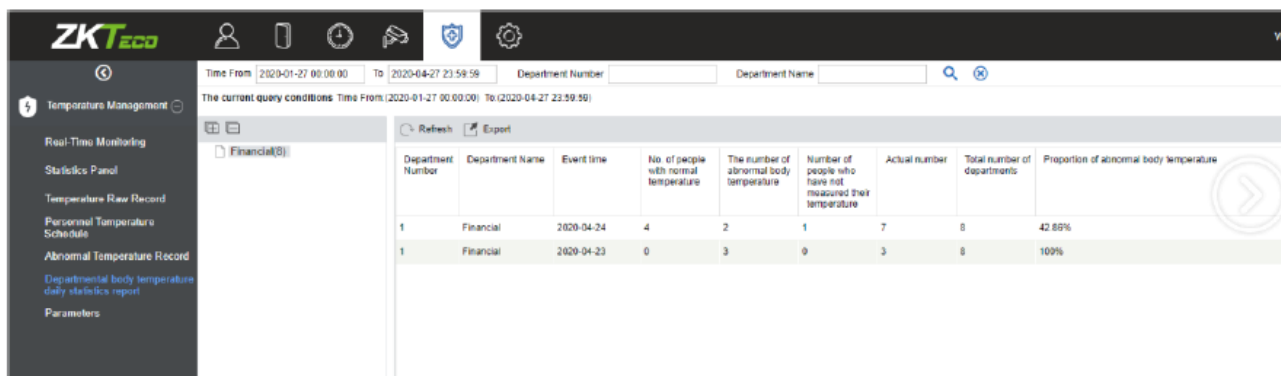 ZKTECO
Time From 2020-01-27 00:00:00 To 2020-04-27 23:59:59 Department Number Department Name
The current query conditions Time From:(2020-01-27 00:00:00) To:(2020-04-27 23:59:59)
Temperature Management
Real-Time Monitoring
Statistics Panel
Temperature Raw Record
Personnel Temperature
Schedule
Abnormal Temperature Record
Departmental body temperature
daily statistics report
Parameters
Financial(8)
Refresh Export
Department Number Department Name Event time No. of people with normal temperature The number of abnormal body temperature Number of people who have not measured their temperature Actual number Total number of departments Proportion of abnormal body temperature
1 Financial 2020-04-24 4 2 1 7 8 42.86%
1 Financial 2020-04-23 0 3 0 3 8 100%